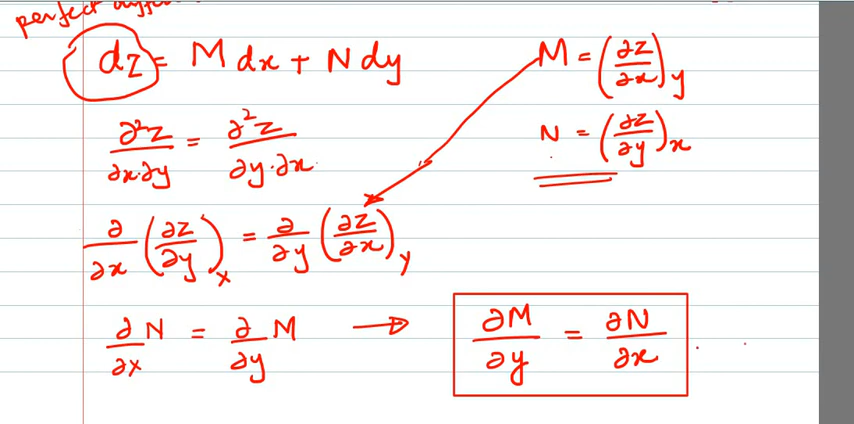 perfect
dz = M dx + N dy
M = (∂z/∂x)y
∂²z/∂x·∂y = ∂²z/∂y·∂x
N = (∂z/∂y)x
∂/∂x (∂z/∂y)x = ∂/∂y (∂z/∂x)y
∂/∂x N = ∂/∂y M → ∂M/∂y = ∂N/∂x